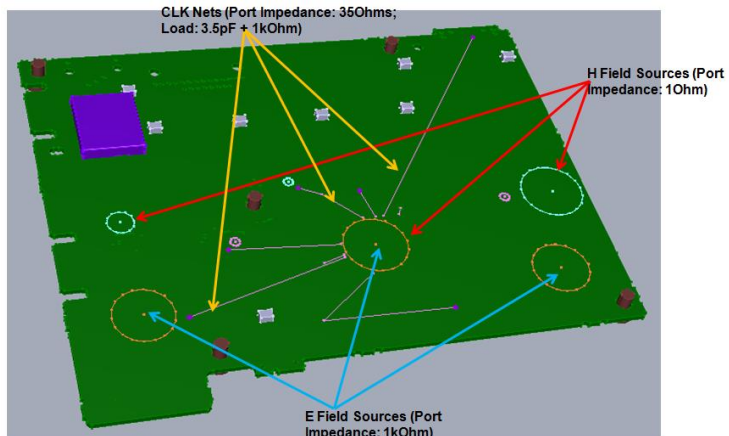 CLK Nets (Port Impedance: 35Ohms;
Load: 3.5pF + 1kOhm)
H Field Sources (Port
Impedance: 1Ohm)
E Field Sources (Port
Impedance: 1kOhm)